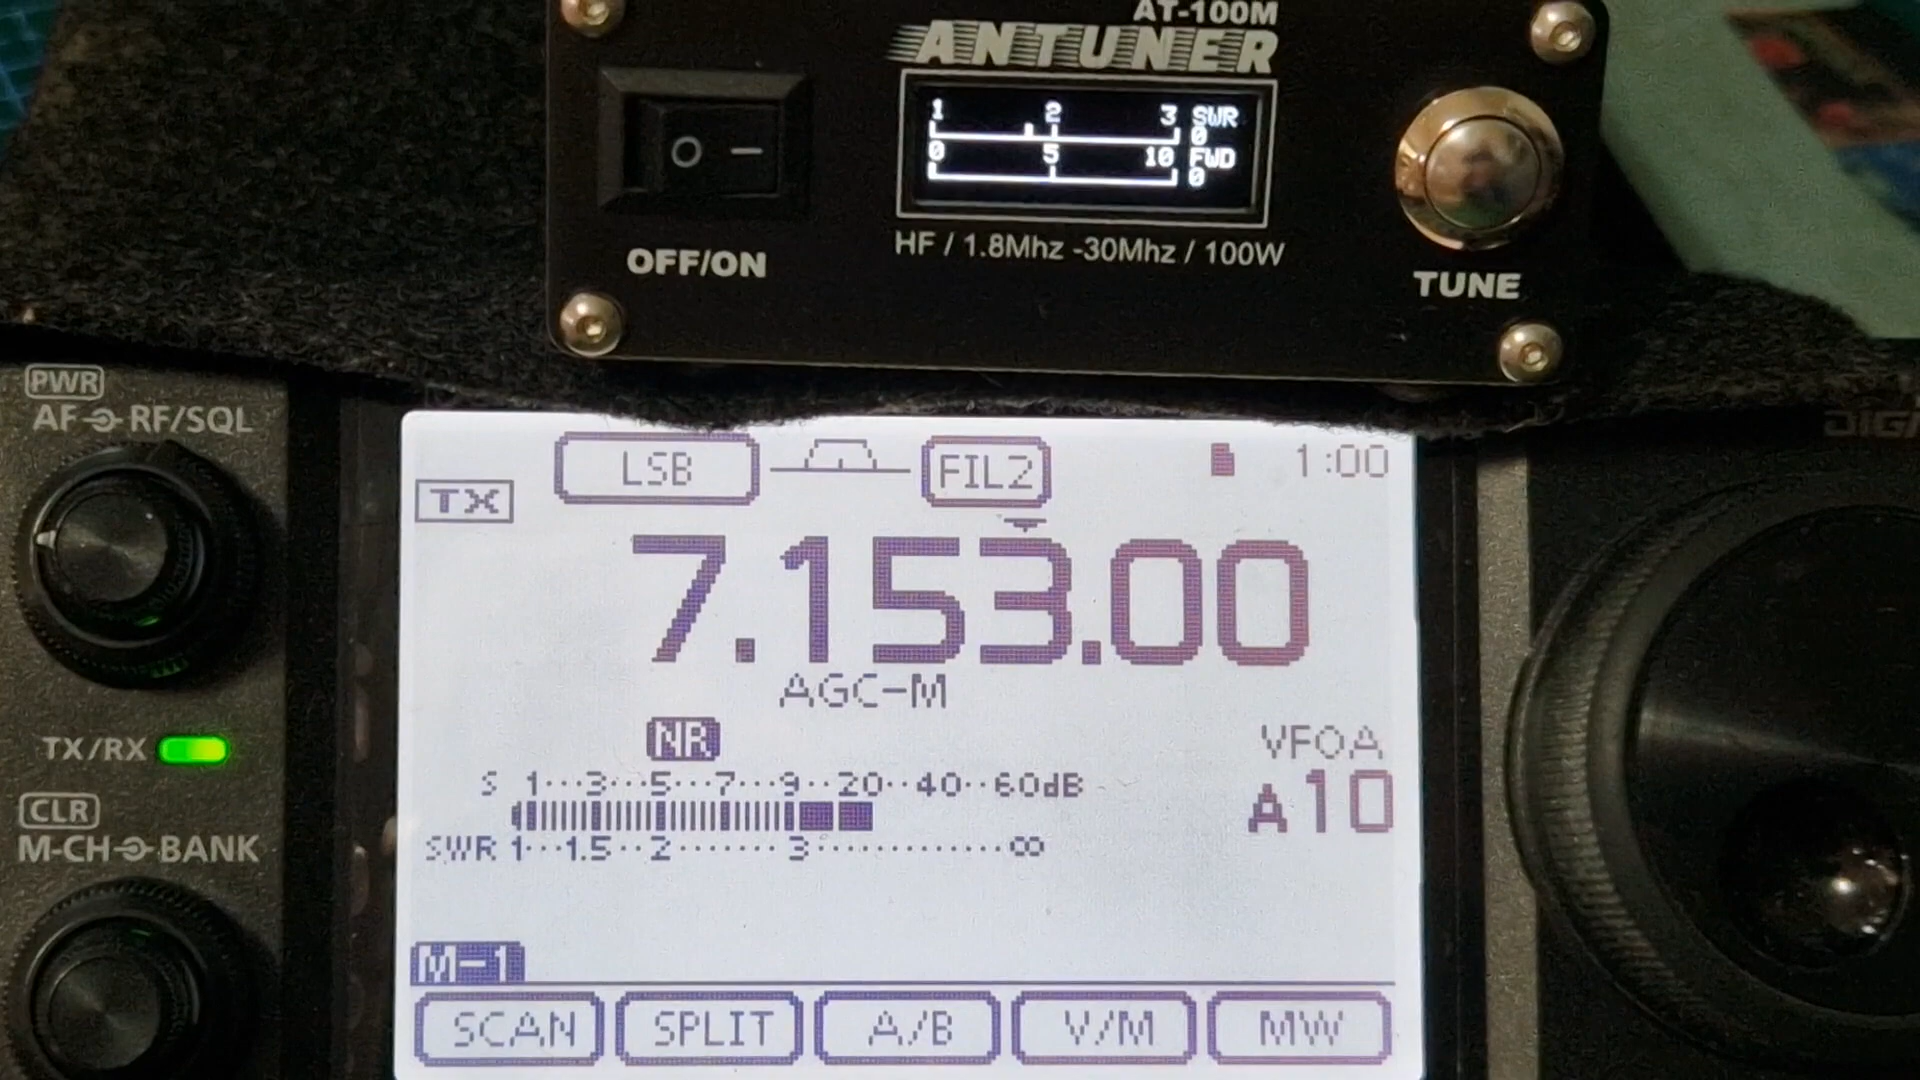 AT-100M
ANTUNER
1 2 3 SWR
0
0 5 10 FWD
0
HF / 1.8Mhz -30Mhz / 100W
OFF/ON
TUNE
PWR
AF RF/SQL
LSB
FIL2
1:00
TX
7.153.00
AGC-M
NR
TX/RX
VFOA
S 1···3···5···7···9··20··40··60dB
A10
CLR
M-CH BANK
SWR 1···1.5··2·······3············∞
M-1
SCAN SPLIT A/B V/M MW